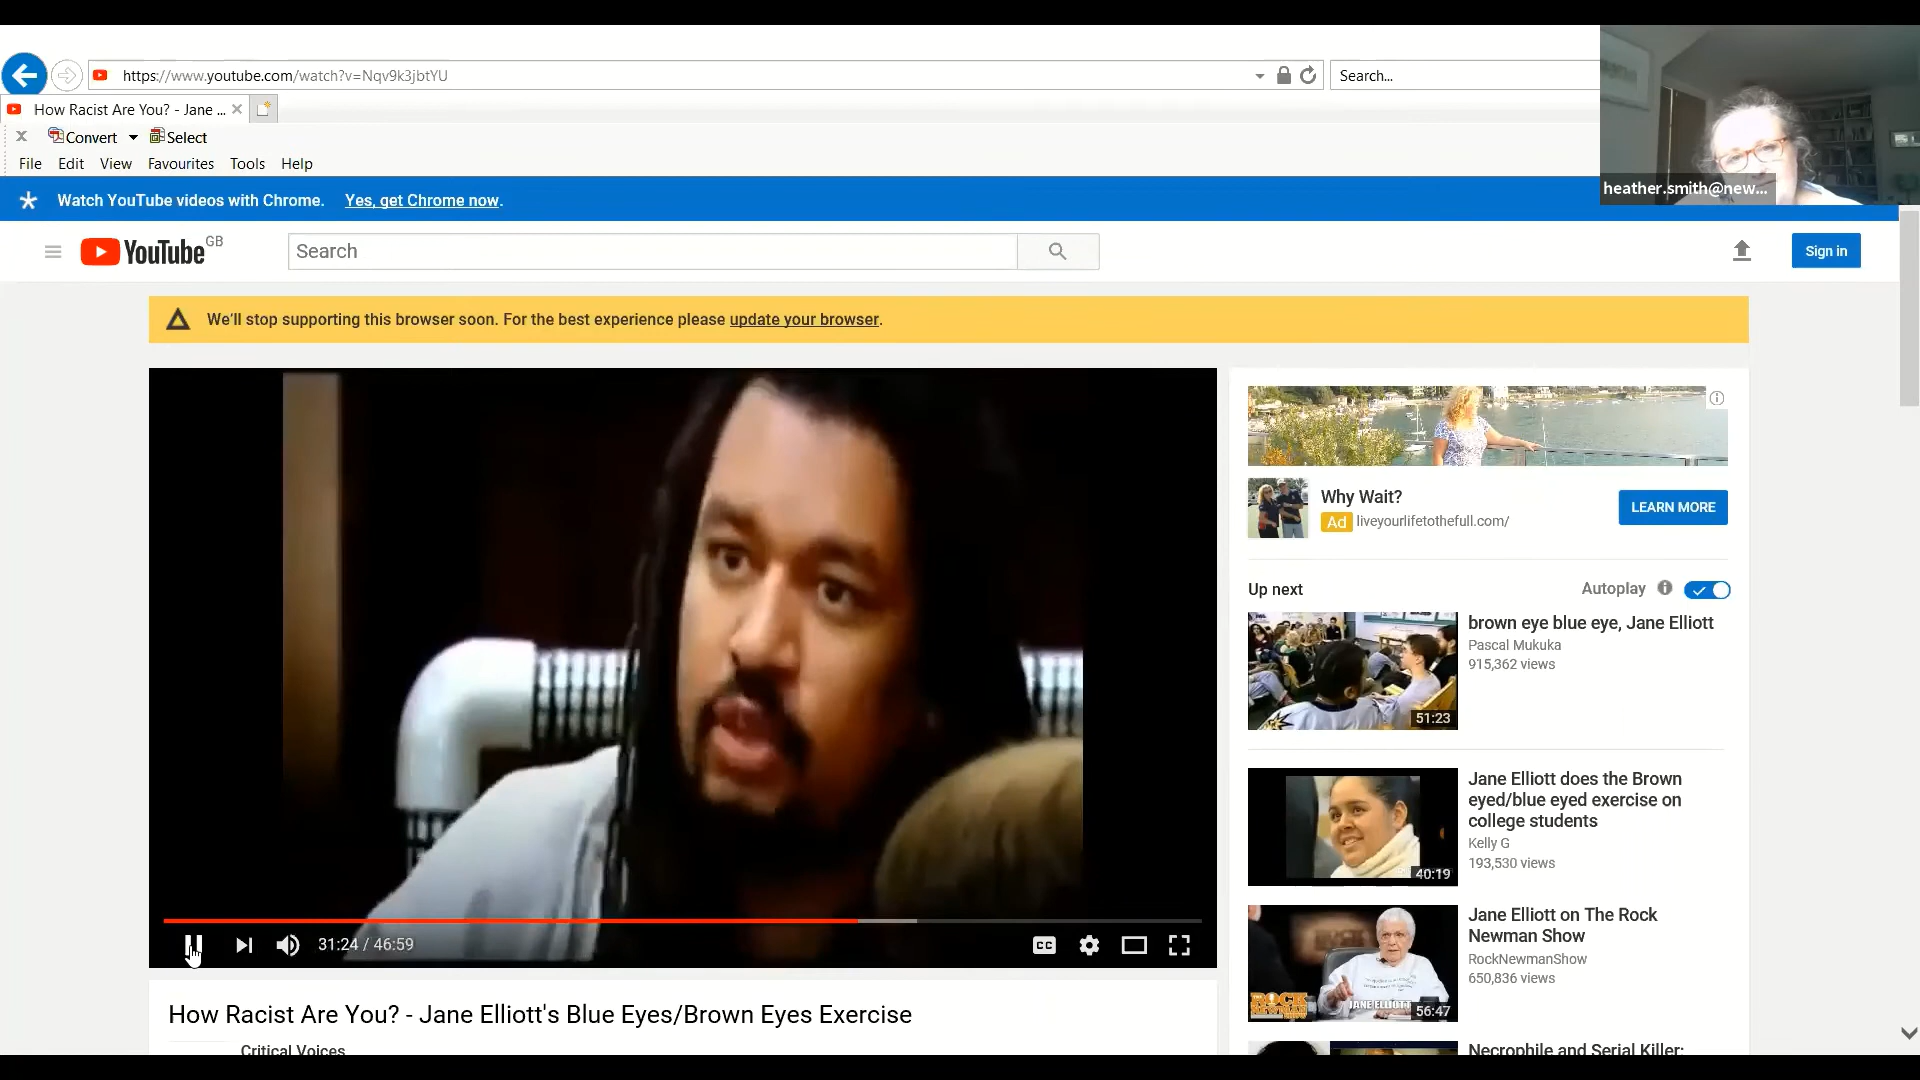 https://www.youtube.com/watch?v=Nqv9k3jbtYU
Search...
How Racist Are You? - Jane ...
Convert
Select
File Edit View Favourites Tools Help
heather.smith@new...
Watch YouTube videos with Chrome. Yes, get Chrome now.
YouTube GB
Search
Sign in
We'll stop supporting this browser soon. For the best experience please update your browser.
Why Wait?
Ad liveyourlifetothefull.com/
LEARN MORE
Up next
Autoplay
brown eye blue eye, Jane Elliott
Pascal Mukuka
915,362 views
51:23
Jane Elliott does the Brown
eyed/blue eyed exercise on
college students
Kelly G
193,530 views
40:19
Jane Elliott on The Rock
Newman Show
RockNewmanShow
650,836 views
ROCK
NEWMAN
SHOW
JANE ELLIOTT
56:47
Necrophile and Serial Killer:
31:24 / 46:59
CC
How Racist Are You? - Jane Elliott's Blue Eyes/Brown Eyes Exercise
Critical Voices